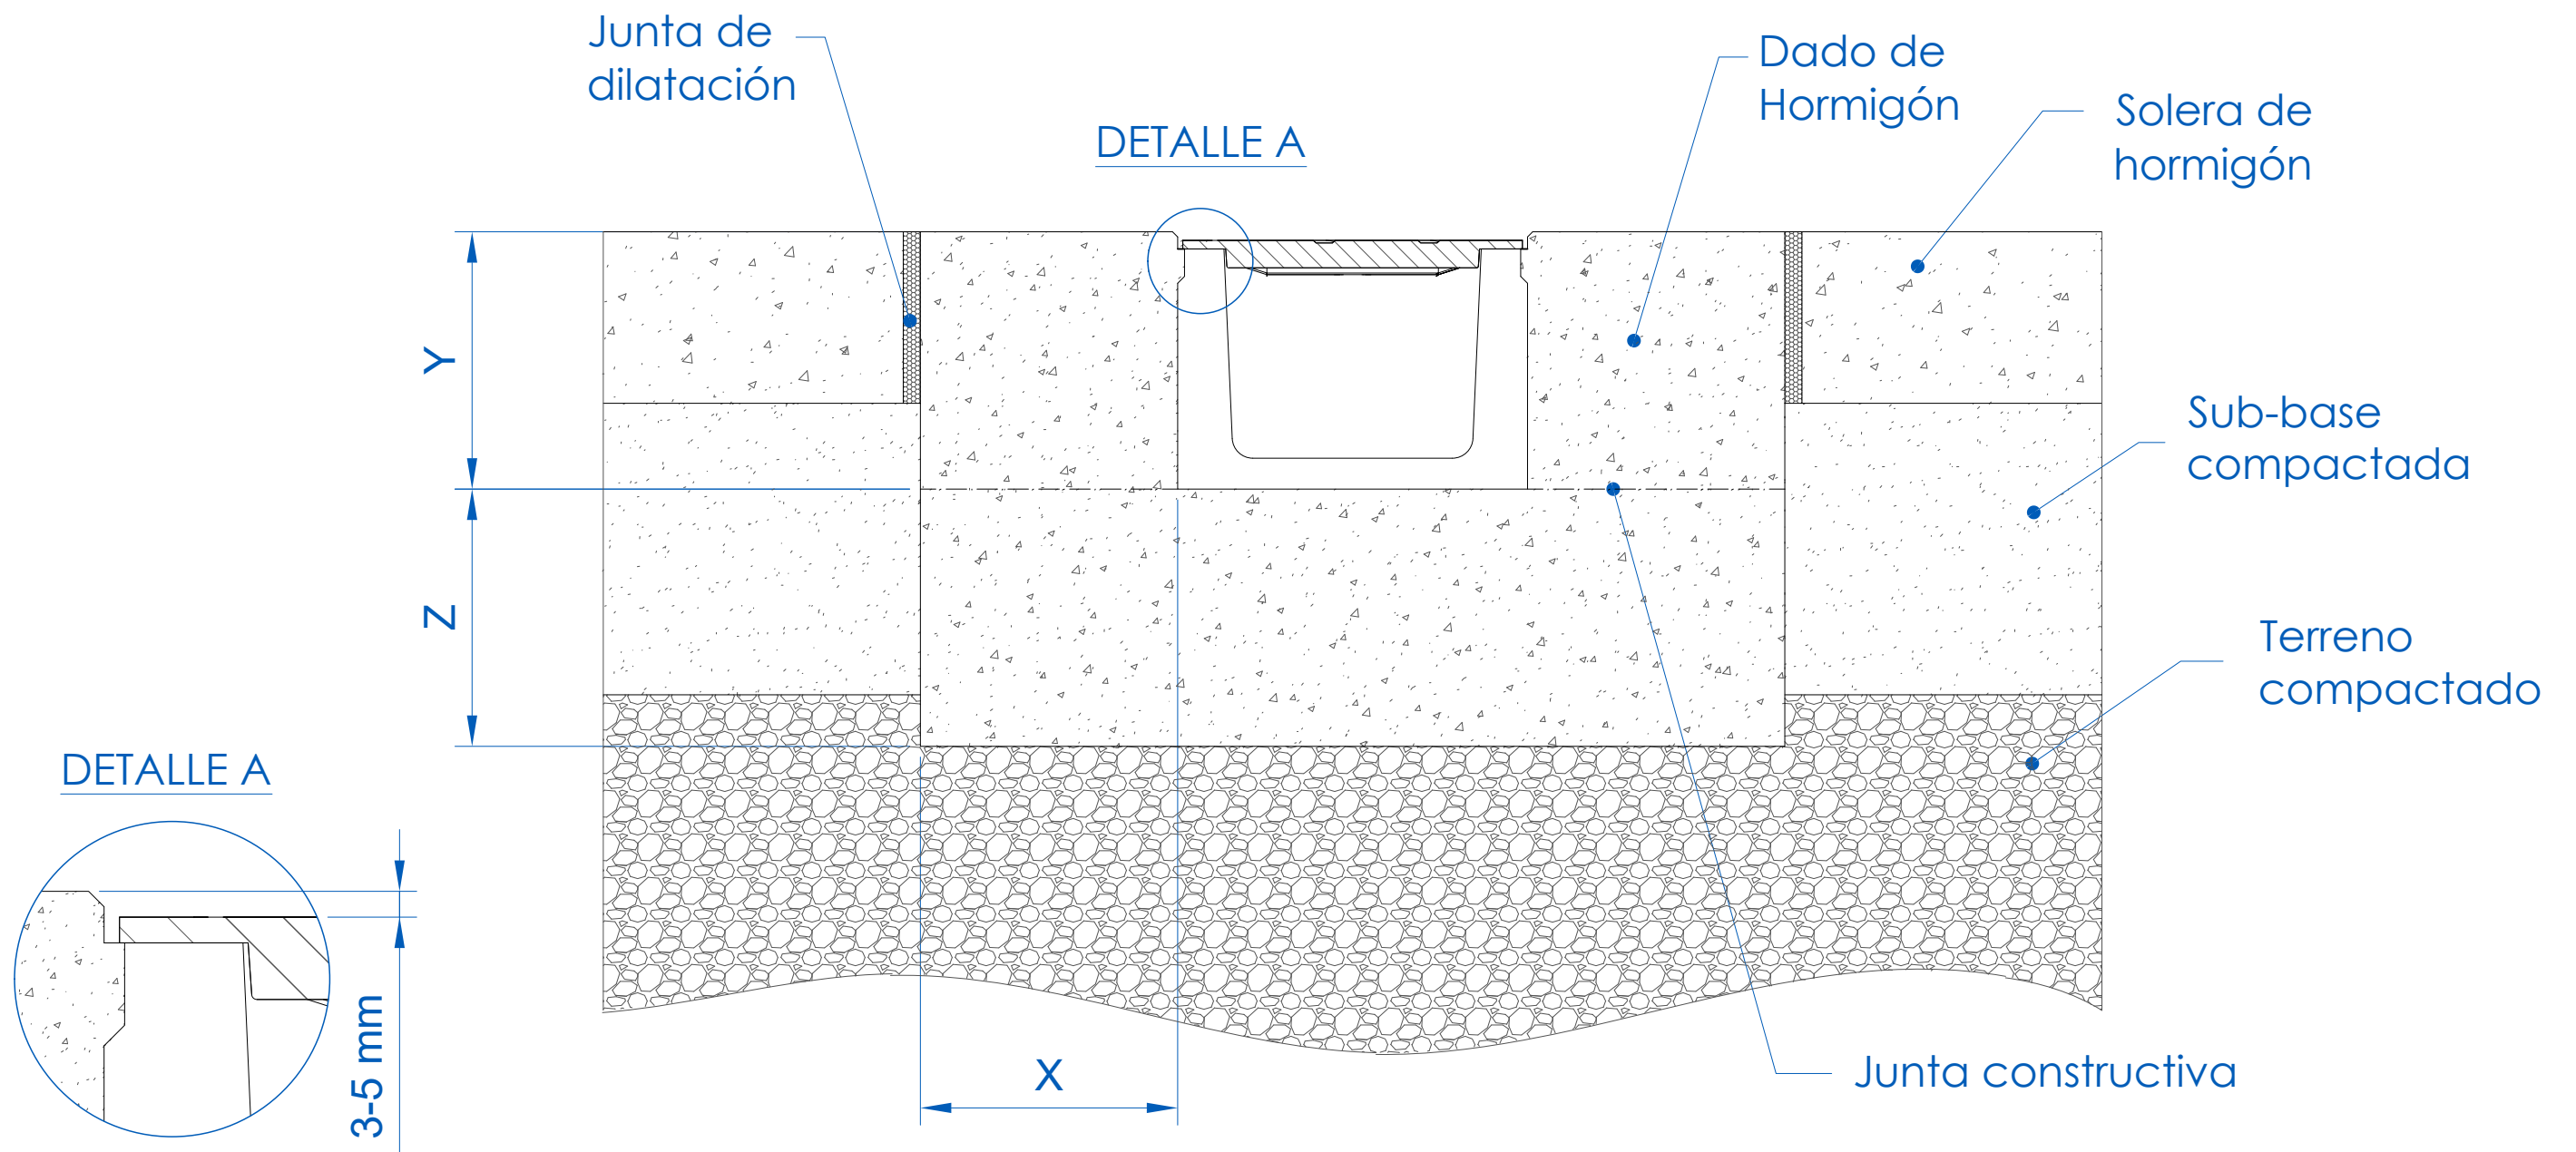 Junta de
dilatación
DETALLE A
Dado de
Hormigón
Solera de
hormigón
Sub-base
compactada
Terreno
compactado
Junta constructiva
Y
Z
X
DETALLE A
3-5 mm